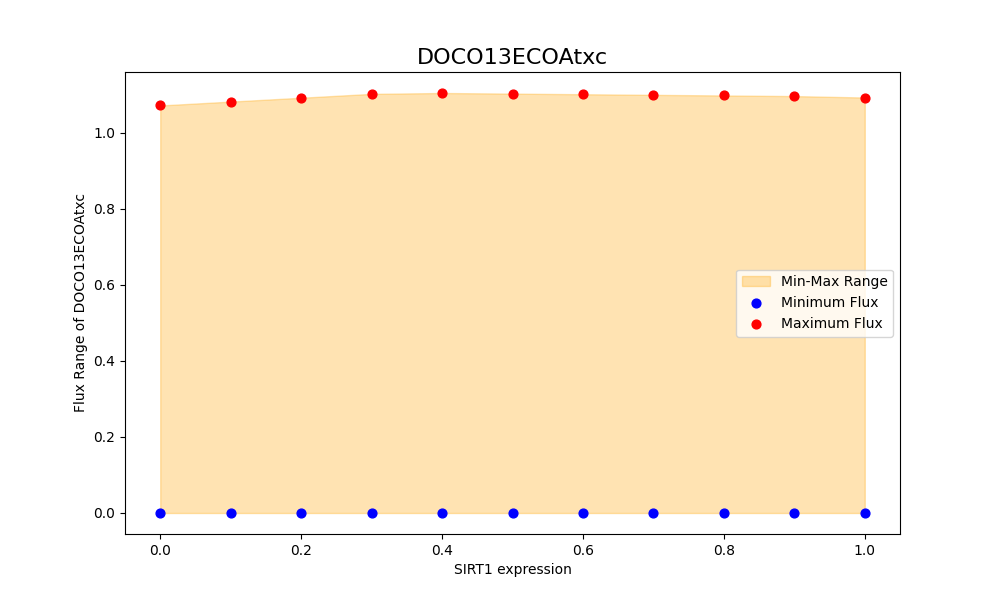 DOCO13ECOAtxc
Flux Range of DOCO13ECOAtxc
1.0
0.8
0.6
0.4
0.2
0.0
Min-Max Range
Minimum Flux
Maximum Flux
0.0 0.2 0.4 0.6 0.8 1.0
SIRT1 expression